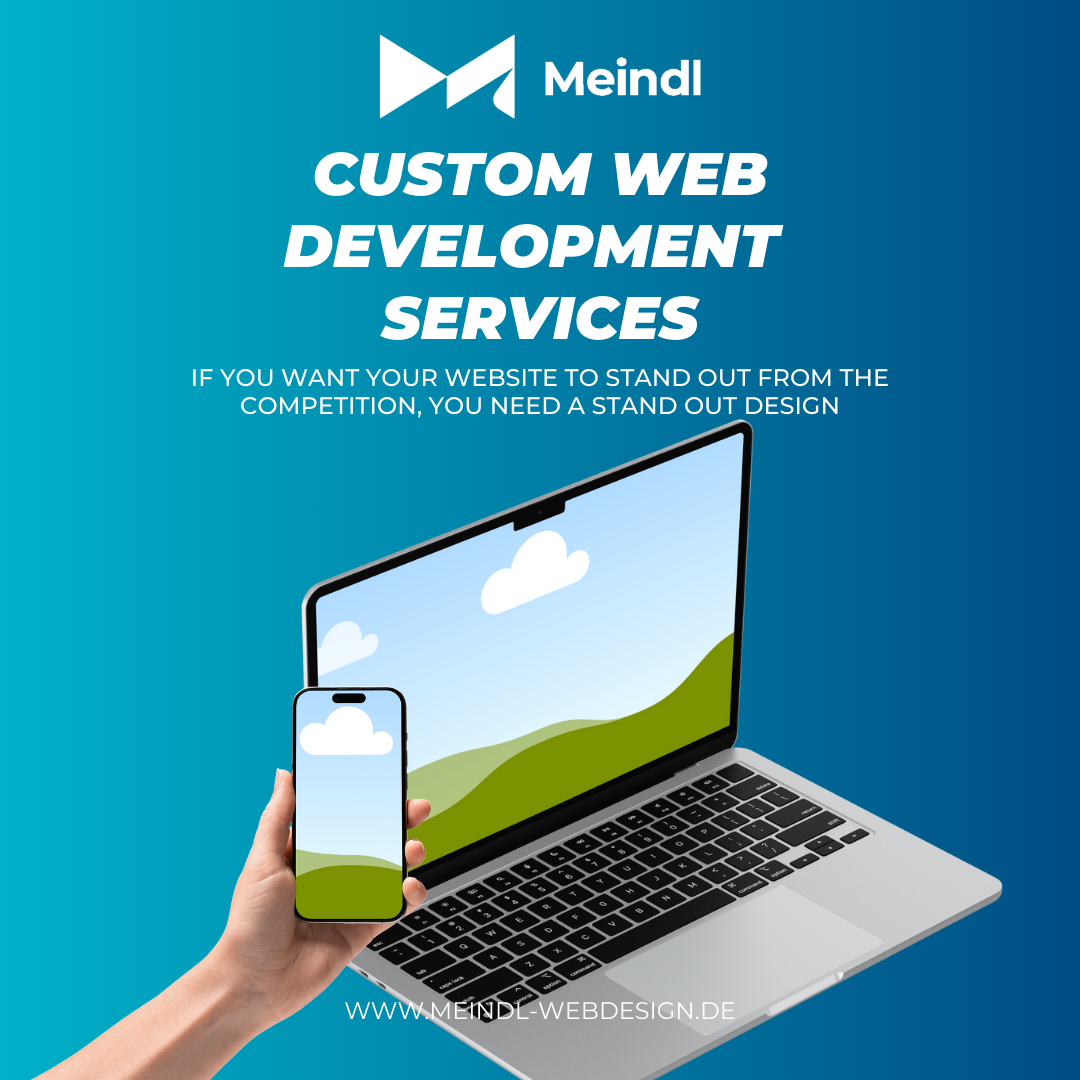 Meindl
CUSTOM WEB
DEVELOPMENT
SERVICES
IF YOU WANT YOUR WEBSITE TO STAND OUT FROM THE
COMPETITION, YOU NEED A STAND OUT DESIGN
WWW.MEINDL-WEBDESIGN.DE